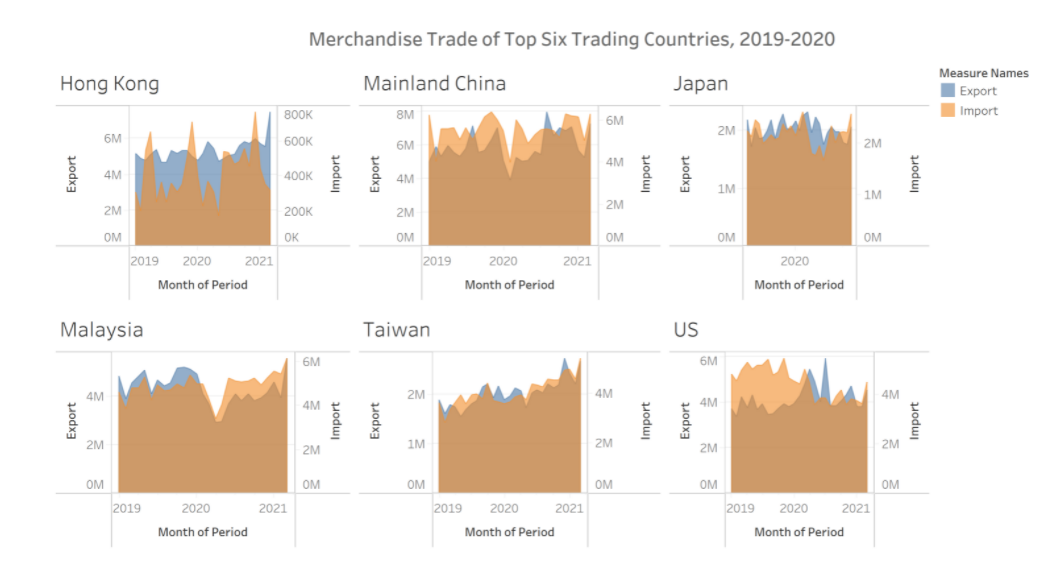 Merchandise Trade of Top Six Trading Countries, 2019-2020
Measure Names
Export
Import
Hong Kong
Export
6M
4M
2M
0M
800K
600K
400K
200K
0K
Import
2019 2020 2021
Month of Period
Mainland China
Export
8M
6M
4M
2M
0M
6M
4M
2M
0M
Import
2019 2020 2021
Month of Period
Japan
Export
2M
1M
0M
2M
1M
0M
Import
2020
Month of Period
Malaysia
Export
4M
2M
0M
6M
4M
2M
0M
Import
2019 2020 2021
Month of Period
Taiwan
Export
2M
1M
0M
4M
2M
0M
Import
2019 2020 2021
Month of Period
US
Export
6M
4M
2M
0M
4M
2M
0M
Import
2019 2020 2021
Month of Period